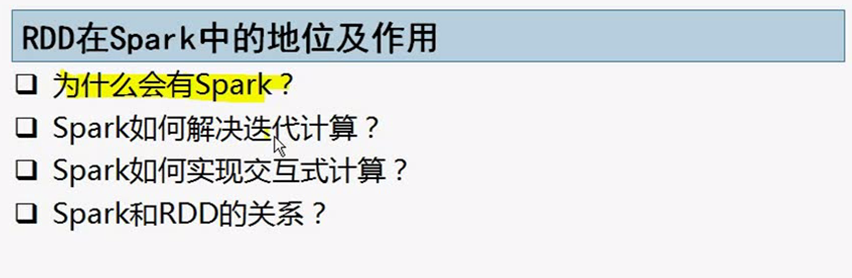 RDD在Spark中的地位及作用
为什么会有Spark？
Spark如何解决迭代计算？
Spark如何实现交互式计算？
Spark和RDD的关系？